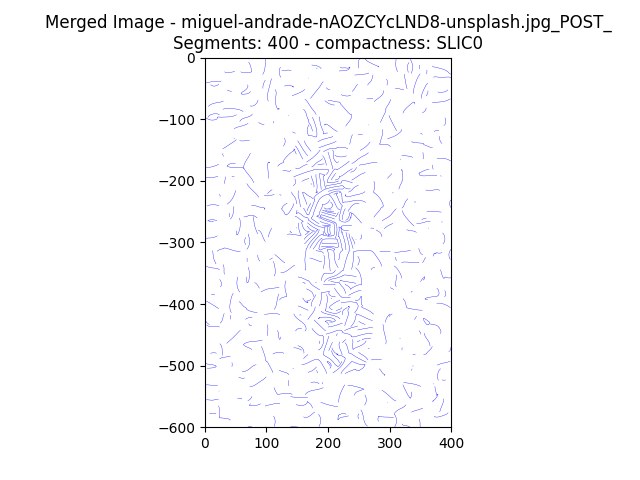 Merged Image - miguel-andrade-nAOZCYcLND8-unsplash.jpg_POST_
Segments: 400 - compactness: SLIC0
0
−100
−200
−300
−400
−500
−600
0 100 200 300 400